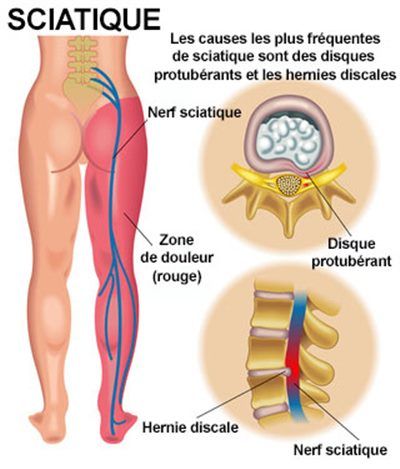 SCIATIQUE
Les causes les plus fréquentes
de sciatique sont des disques
protubérants et les hernies discales
Nerf sciatique
Zone
de douleur
(rouge)
Disque
protubérant
Hernie discale
Nerf sciatique